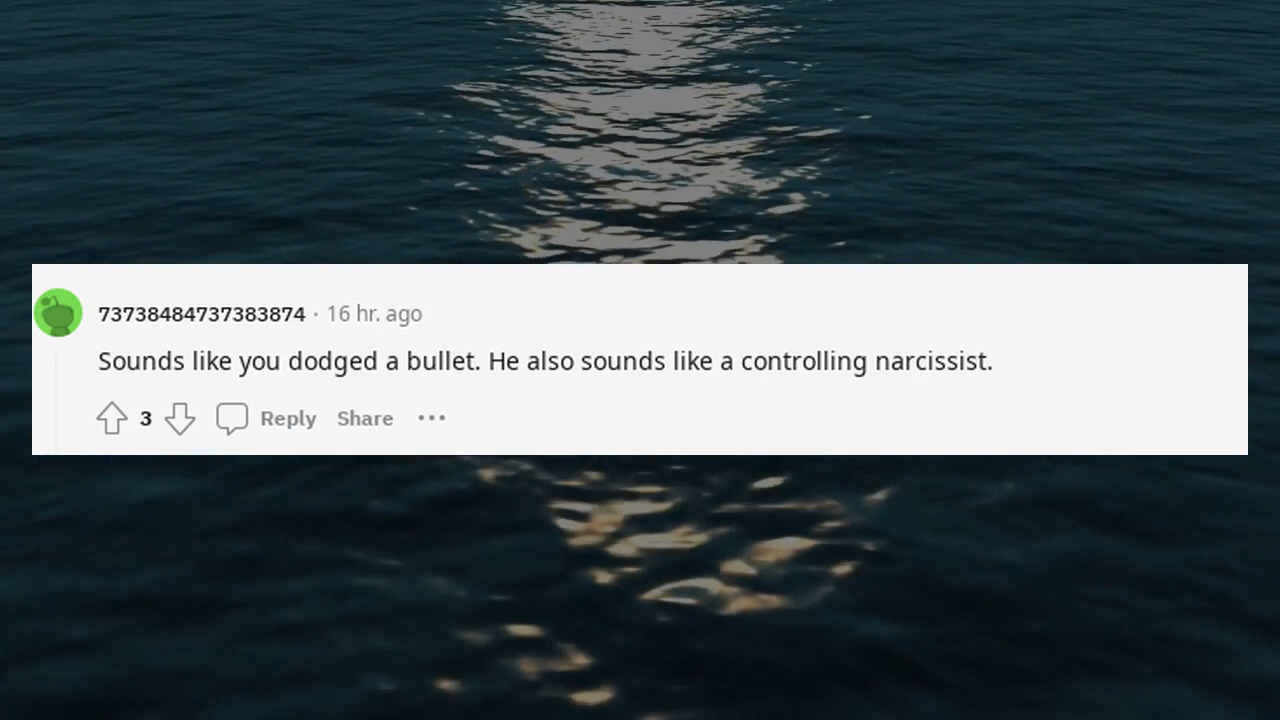 73738484737383874 · 16 hr. ago
Sounds like you dodged a bullet. He also sounds like a controlling narcissist.
3 Reply Share ···